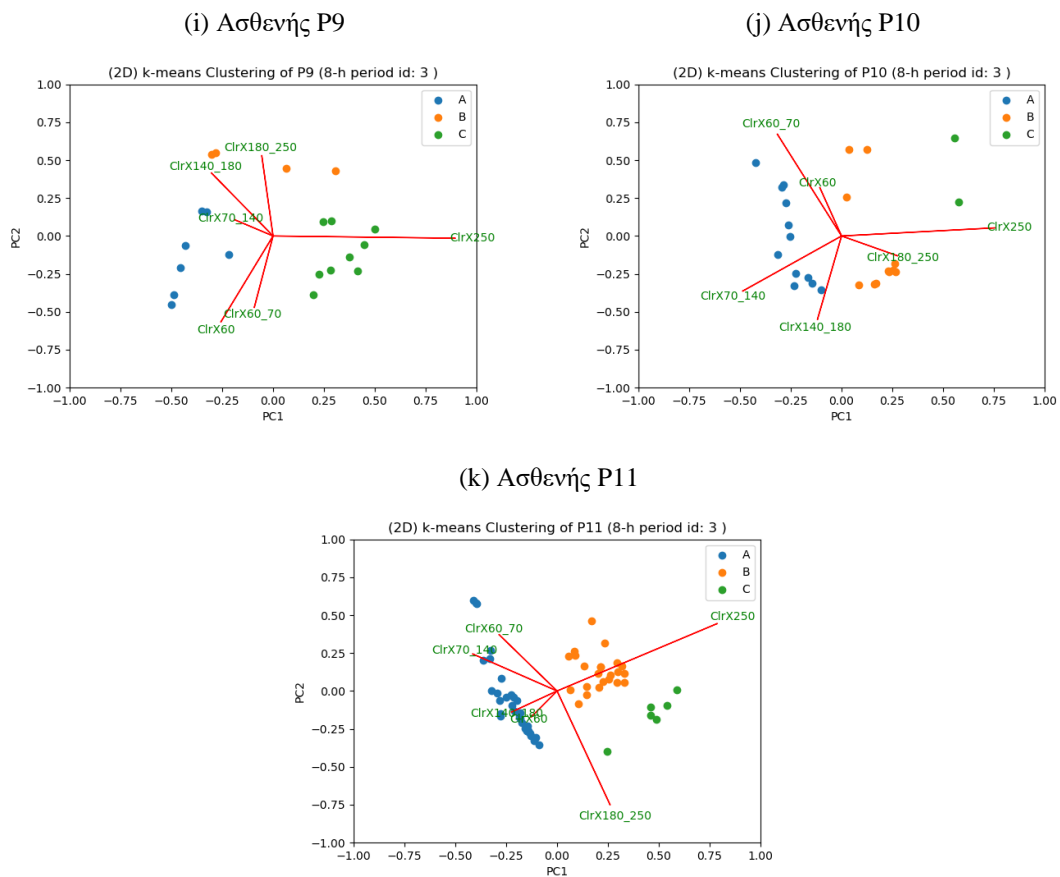 (i) Ασθενής P9
(2D) k-means Clustering of P9 (8-h period id: 3 )
1.00
0.75
0.50
0.25
0.00
−0.25
−0.50
−0.75
−1.00
PC2
A
B
C
ClrX180_250
ClrX140_180
ClrX70_140
ClrX250
ClrX60_70
ClrX60
−1.00 −0.75 −0.50 −0.25 0.00 0.25 0.50 0.75 1.00
PC1
(j) Ασθενής P10
(2D) k-means Clustering of P10 (8-h period id: 3 )
1.00
0.75
0.50
0.25
0.00
−0.25
−0.50
−0.75
−1.00
PC2
A
B
C
ClrX60_70
ClrX60
ClrX250
ClrX180_250
ClrX70_140
ClrX140_180
−1.00 −0.75 −0.50 −0.25 0.00 0.25 0.50 0.75 1.00
PC1
(k) Ασθενής P11
(2D) k-means Clustering of P11 (8-h period id: 3 )
1.00
0.75
0.50
0.25
0.00
−0.25
−0.50
−0.75
−1.00
PC2
A
B
C
ClrX250
ClrX60_70
ClrX70_140
ClrX140_180
ClrX60
ClrX180_250
−1.00 −0.75 −0.50 −0.25 0.00 0.25 0.50 0.75 1.00
PC1